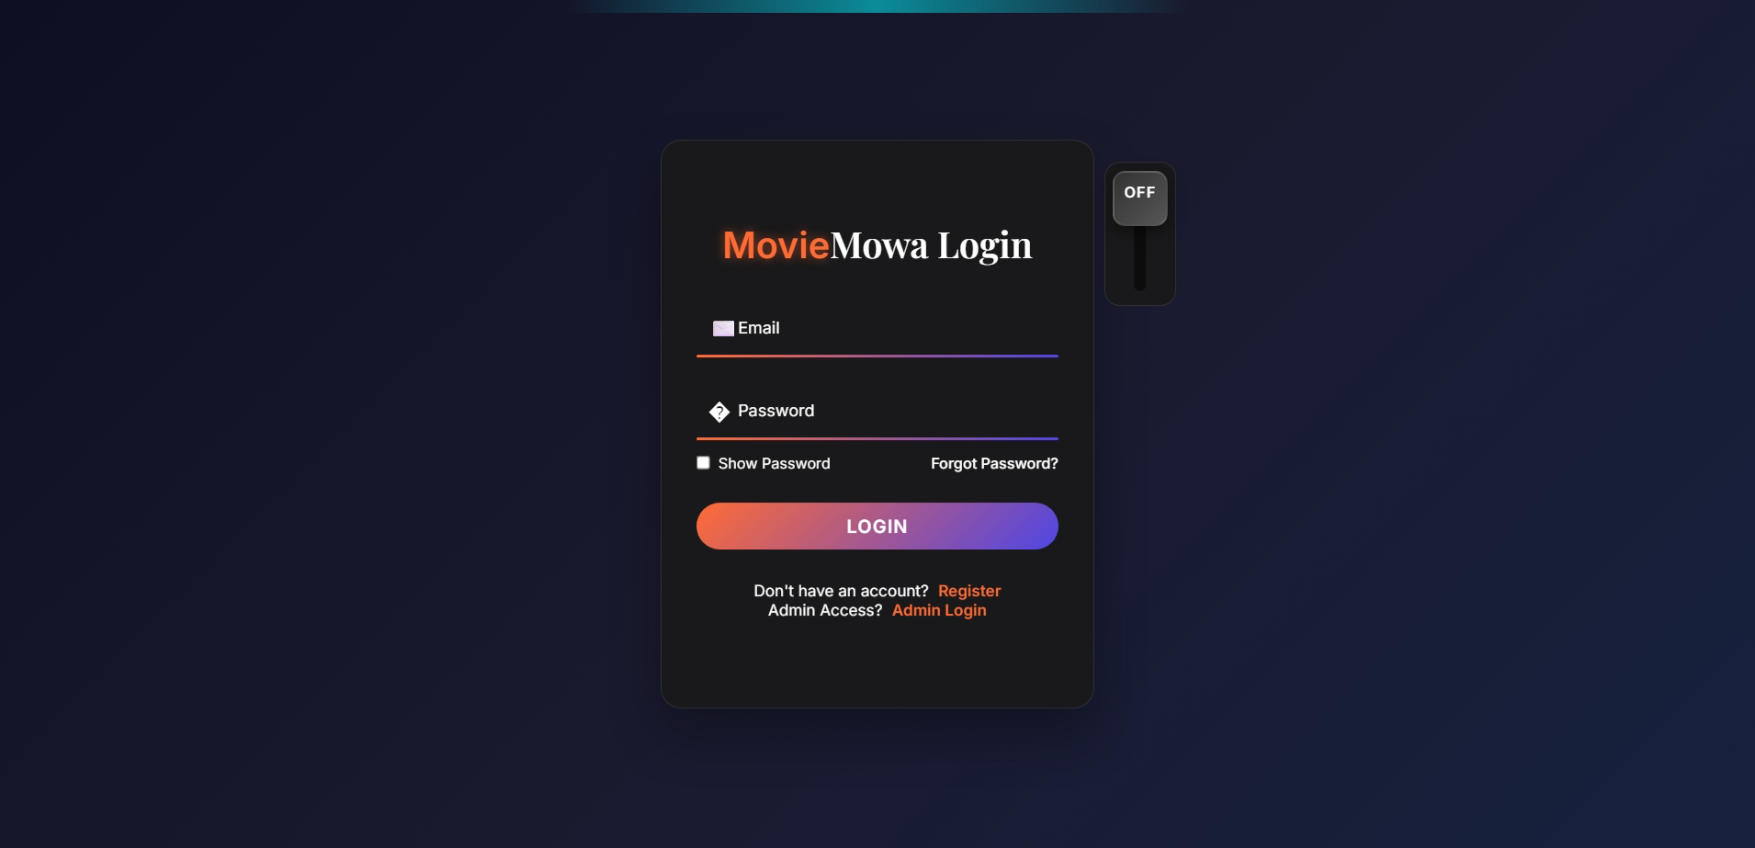 MovieMowa Login
OFF
Email
� Password
Show Password
Forgot Password?
LOGIN
Don't have an account? Register
Admin Access? Admin Login